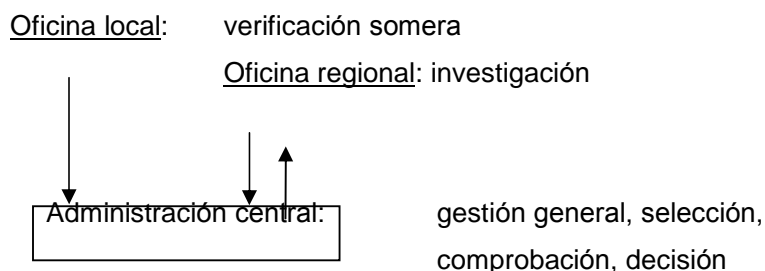 Oficina local: verificación somera
Oficina regional: investigación
Administración central: gestión general, selección,
comprobación, decisión